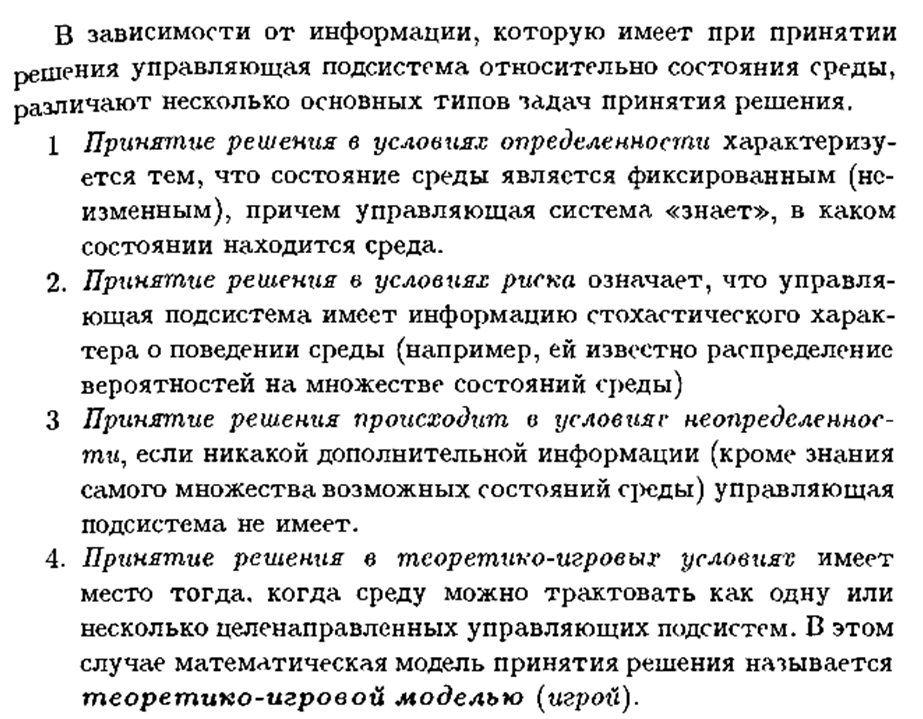 В зависимости от информации, которую имеет при принятии
решения управляющая подсистема относительно состояния среды,
различают несколько основных типов задач принятия решения.
1 Принятие решения в условиях определенности характеризу-
ется тем, что состояние среды является фиксированным (не-
изменным), причем управляющая система «знает», в каком
состоянии находится среда.
2. Принятие решения в условиях риска означает, что управля-
ющая подсистема имеет информацию стохастического харак-
тера о поведении среды (например, ей известно распределение
вероятностей на множестве состояний среды)
3 Принятие решения происходит в условиях неопределеннос-
ти, если никакой дополнительной информации (кроме знания
самого множества возможных состояний среды) управляющая
подсистема не имеет.
4. Принятие решения в теоретико-игровых условиях имеет
место тогда, когда среду можно трактовать как одну или
несколько целенаправленных управляющих подсистем. В этом
случае математическая модель принятия решения называется
теоретико-игровой моделью (игрой).